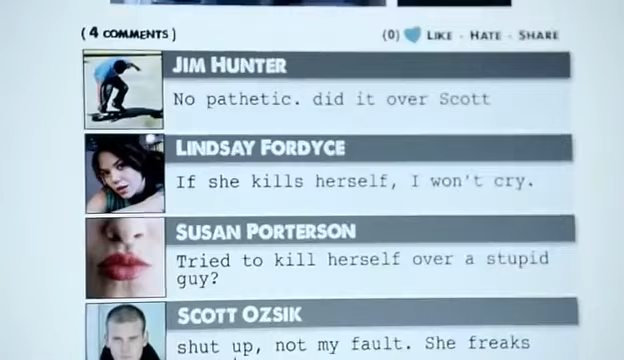 (4 COMMENTS)
(0) LIKE - HATE - SHARE
JIM HUNTER
No pathetic. did it over Scott
LINDSAY FORDYCE
If she kills herself, I won't cry.
SUSAN PORTERSON
Tried to kill herself over a stupid
guy?
SCOTT OZSIK
shut up, not my fault. She freaks